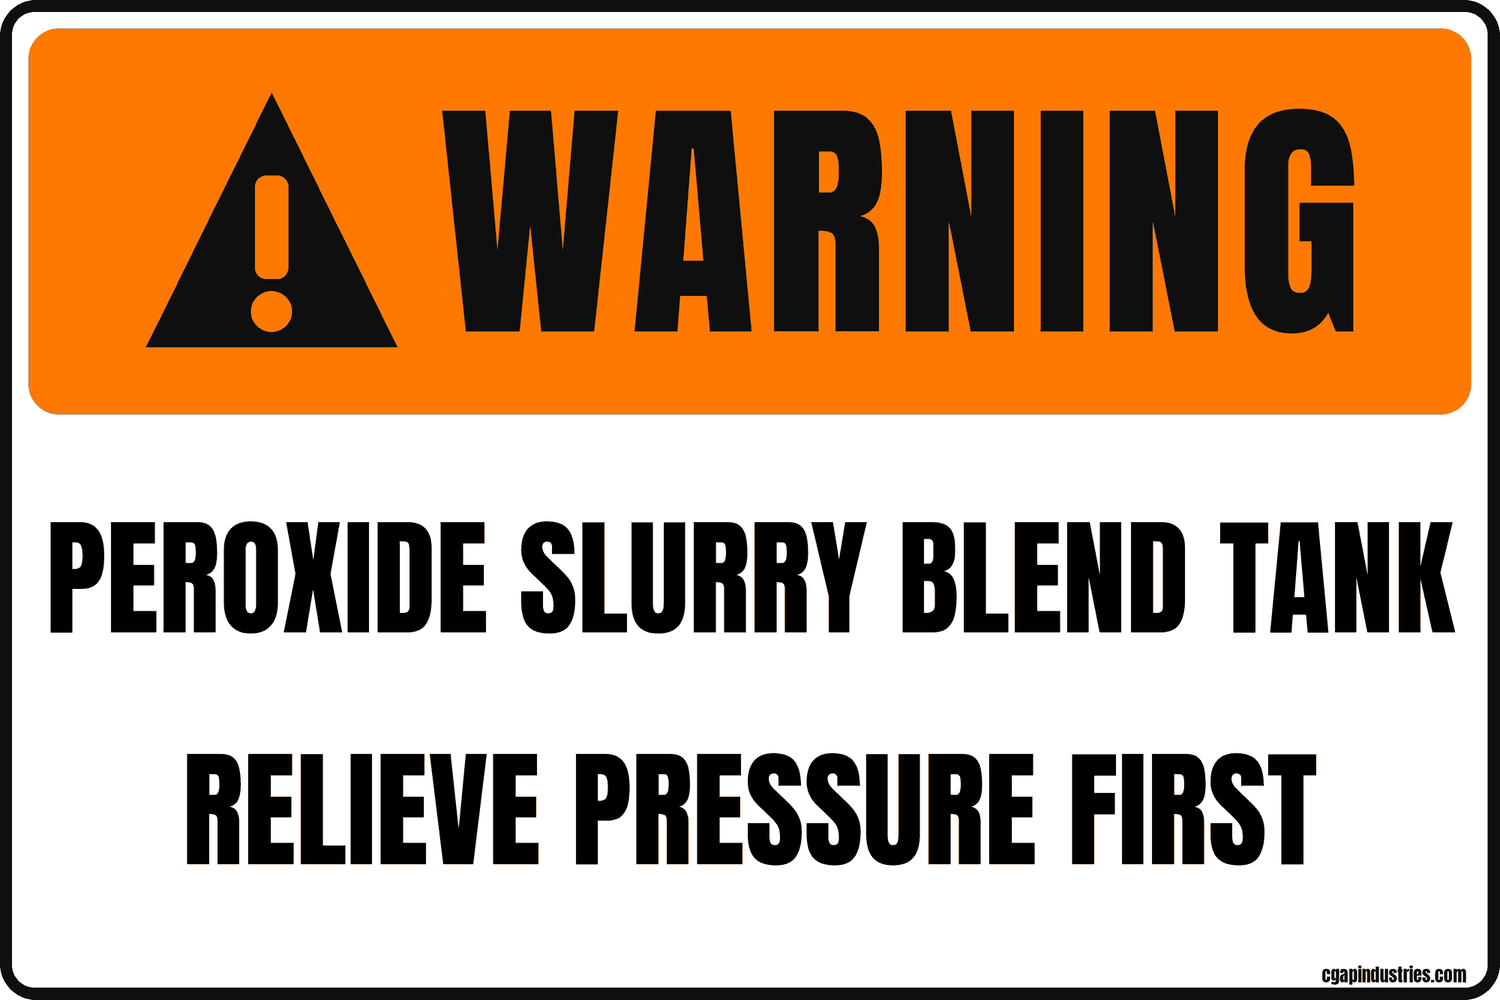 WARNING
PEROXIDE SLURRY BLEND TANK
RELIEVE PRESSURE FIRST
cgapindustries.com